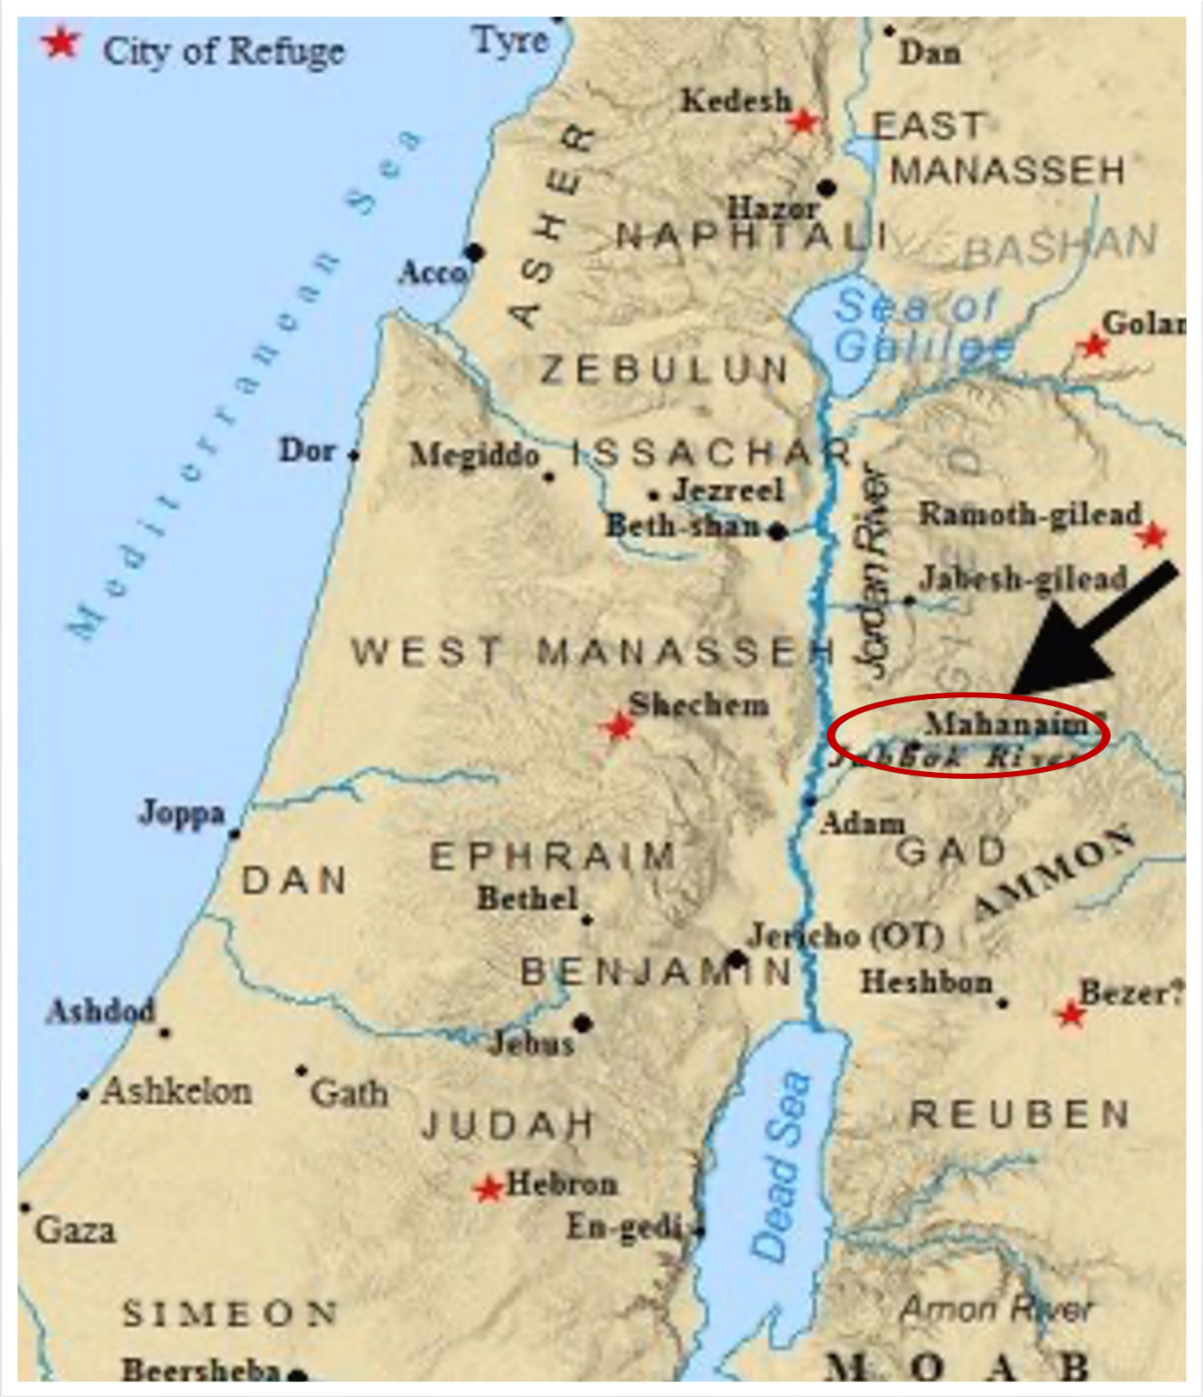 City of Refuge
Tyre
Dan
Kedesh
EAST
MANASSEH
Hazor
NAPHTALI
BASHAN
ASHER
Acco
Mediterranean Sea
Sea of
Galilee
Golan
ZEBULUN
Dor
Megiddo
ISSACHAR
Jezreel
Beth-shan
Jordan River
Ramoth-gilead
Jabesh-gilead
WEST MANASSEH
Shechem
Mahanaim?
Jabbok River
Joppa
Adam
EPHRAIM
GAD
DAN
AMMON
Bethel
Jericho (OT)
BENJAMIN
Heshbon
Bezer?
Ashdod
Jebus
Ashkelon
Gath
JUDAH
REUBEN
Dead Sea
Hebron
En-gedi
Gaza
SIMEON
Arnon River
Beersheba
MOAB